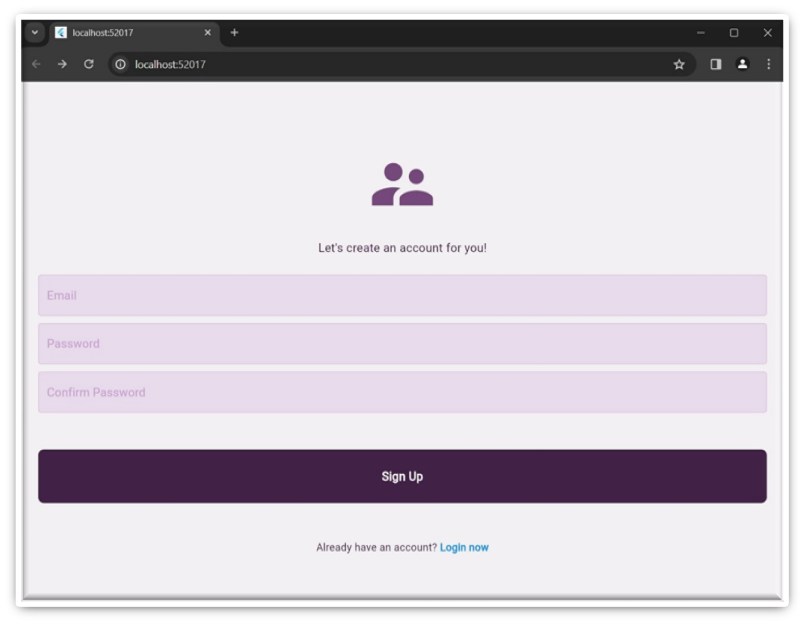 localhost:52017
localhost:52017
Let's create an account for you!
Email
Password
Confirm Password
Sign Up
Already have an account? Login now